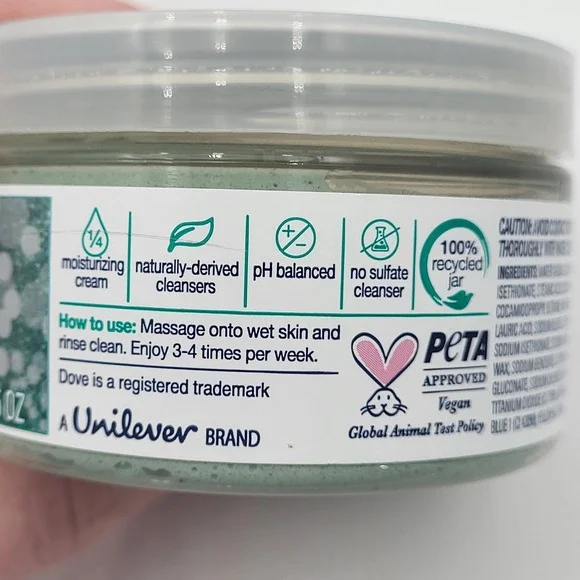 1/4
moisturizing
cream
naturally-derived
cleansers
pH balanced
no sulfate
cleanser
100%
recycled
jar
How to use: Massage onto wet skin and
rinse clean. Enjoy 3-4 times per week.
Dove is a registered trademark
A Unilever BRAND
PETA
APPROVED
Vegan
Global Animal Test Policy
OZ
CAUTION: AVOID
THOROUGHLY
INGREDIENTS:
ISETHIONATE,
COCAMIDOPROPYL
LAURIC ACID, SODIUM
SODIUM ISETHIONATE,
WAX, SODIUM
GLUCONATE, SODIUM
TITANIUM DIOXIDE
BLUE 1